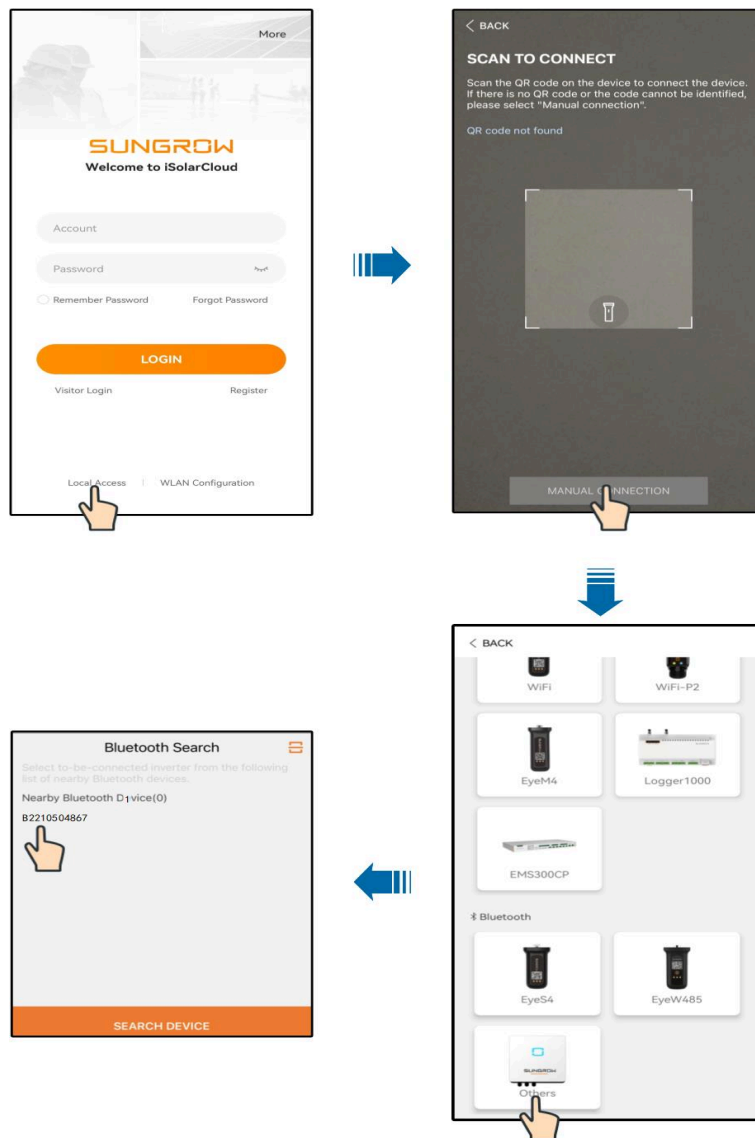 More
SUNGROW
Welcome to iSolarCloud
Account
Password
Remember Password Forgot Password
LOGIN
Visitor Login Register
Local Access | WLAN Configuration
< BACK
SCAN TO CONNECT
Scan the QR code on the device to connect the device.
If there is no QR code or the code cannot be identified,
please select "Manual connection".
QR code not found
MANUAL CONNECTION
< BACK
WiFi WiFi-P2
EyeM4 Logger1000
EMS300CP
Bluetooth
EyeS4 EyeW485
SUNGROW
Others
Bluetooth Search
Select to-be-connected inverter from the following
list of nearby Bluetooth devices.
Nearby Bluetooth D1vice(0)
B2210504867
SEARCH DEVICE